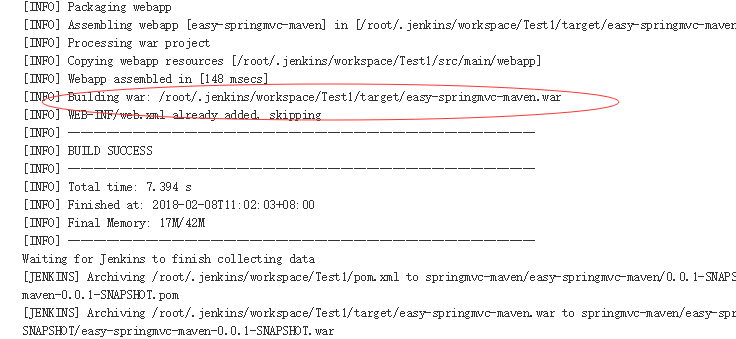 [INFO] Packaging webapp
[INFO] Assembling webapp [easy-springmvc-maven] in [/root/.jenkins/workspace/Test1/target/easy-springmvc-maven
[INFO] Processing war project
[INFO] Copying webapp resources [/root/.jenkins/workspace/Test1/src/main/webapp]
[INFO] Webapp assembled in [148 msecs]
[INFO] Building war: /root/.jenkins/workspace/Test1/target/easy-springmvc-maven.war
[INFO] WEB-INF/web.xml already added, skipping
[INFO] ------------------------------------------------------------------------
[INFO] BUILD SUCCESS
[INFO] ------------------------------------------------------------------------
[INFO] Total time: 7.394 s
[INFO] Finished at: 2018-02-08T11:02:03+08:00
[INFO] Final Memory: 17M/42M
[INFO] ------------------------------------------------------------------------
Waiting for Jenkins to finish collecting data
[JENKINS] Archiving /root/.jenkins/workspace/Test1/pom.xml to springmvc-maven/easy-springmvc-maven/0.0.1-SNAPS
maven-0.0.1-SNAPSHOT.pom
[JENKINS] Archiving /root/.jenkins/workspace/Test1/target/easy-springmvc-maven.war to springmvc-maven/easy-spr
SNAPSHOT/easy-springmvc-maven-0.0.1-SNAPSHOT.war